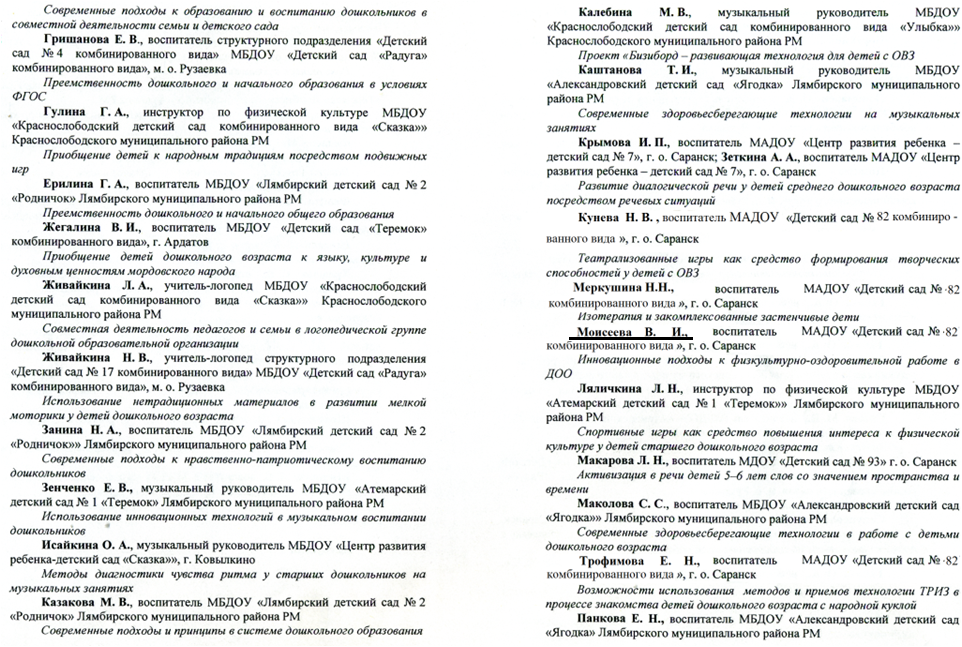 Современные подходы к образованию и воспитанию дошкольников в
совместной деятельности семьи и детского сада
Гришанова Е. В., воспитатель структурного подразделения «Детский
сад № 4 комбинированного вида» МБДОУ «Детский сад «Радуга»
комбинированного вида», м. о. Рузаевка
Преемственность дошкольного и начального образования в условиях
ФГОС
Гулина Г. А., инструктор по физической культуре МБДОУ
«Краснослободский детский сад комбинированного вида «Сказка»»
Краснослободского муниципального района РМ
Приобщение детей к народным традициям посредством подвижных
игр
Ерилина Г. А., воспитатель МБДОУ «Лямбирский детский сад № 2
«Родничок» Лямбирского муниципального района РМ
Преемственность дошкольного и начального общего образования
Жегалина В. И., воспитатель МБДОУ «Детский сад «Теремок»
комбинированного вида», г. Ардатов
Приобщение детей дошкольного возраста к языку, культуре и
духовным ценностям мордовского народа
Живайкина Л. А., учитель-логопед МБДОУ «Краснослободский
детский сад комбинированного вида «Сказка»» Краснослободского
муниципального района РМ
Совместная деятельность педагогов и семьи в логопедической группе
дошкольной образовательной организации
Живайкина Н. В., учитель-логопед структурного подразделения
«Детский сад № 17 комбинированного вида» МБДОУ «Детский сад «Радуга»
комбинированного вида», м. о. Рузаевка
Использование нетрадиционных материалов в развитии мелкой
моторики у детей дошкольного возраста
Занина Н. А., воспитатель МБДОУ «Лямбирский детский сад № 2
«Родничок»» Лямбирского муниципального района РМ
Современные подходы к нравственно-патриотическому воспитанию
дошкольников
Зенченко Е. В., музыкальный руководитель МБДОУ «Атемарский
детский сад № 1 «Теремок» Лямбирского муниципального района РМ
Использование инновационных технологий в музыкальном воспитании
дошкольников
Исайкина О. А., музыкальный руководитель МБДОУ «Центр развития
ребенка-детский сад «Сказка»», г. Ковылкино
Методы диагностики чувства ритма у старших дошкольников на
музыкальных занятиях
Казакова М. В., воспитатель МБДОУ «Лямбирский детский сад № 2
«Родничок» Лямбирского муниципального района РМ
Современные подходы и принципы в системе дошкольного образования
Калебина М. В., музыкальный руководитель МБДОУ
«Краснослободский детский сад комбинированного вида «Улыбка»»
Краснослободского муниципального района РМ
Проект «Бизиборд – развивающая технология для детей с ОВЗ
Каштанова Т. И., музыкальный руководитель МБДОУ
«Александровский детский сад «Ягодка» Лямбирского муниципального
района РМ
Современные здоровьесберегающие технологии на музыкальных
занятиях
Крымова И. П., воспитатель МАДОУ «Центр развития ребенка –
детский сад № 7», г. о. Саранск; Зеткина А. А., воспитатель МАДОУ «Центр
развития ребенка – детский сад № 7», г. о. Саранск
Развитие диалогической речи у детей среднего дошкольного возраста
посредством речевых ситуаций
Кунева Н. В. , воспитатель МАДОУ «Детский сад № 82 комбиниро -
ванного вида », г. о. Саранск
Театрализованные игры как средство формирования творческих
способностей у детей с ОВЗ
Меркушина Н.Н., воспитатель МАДОУ «Детский сад № 82
комбинированного вида », г. о. Саранск
Изотерапия и закомплексованные застенчивые дети
Моисеева В. И., воспитатель МАДОУ «Детский сад № 82
комбинированного вида », г. о. Саранск
Инновационные подходы к физкультурно-оздоровительной работе в
ДОО
Ляличкина Л. Н., инструктор по физической культуре МБДОУ
«Атемарский детский сад № 1 «Теремок»» Лямбирского муниципального
района РМ
Спортивные игры как средство повышения интереса к физической
культуре у детей старшего дошкольного возраста
Макарова Л. Н., воспитатель МДОУ «Детский сад № 93» г. о. Саранск
Активизация в речи детей 5–6 лет слов со значением пространства и
времени
Маколова С. С., воспитатель МБДОУ «Александровский детский сад
«Ягодка»» Лямбирского муниципального района РМ
Современные здоровьесберегающие технологии в работе с детьми
дошкольного возраста
Трофимова Е. Н., воспитатель МАДОУ «Детский сад № 82
комбинированного вида », г. о. Саранск
Возможности использования методов и приемов технологии ТРИЗ в
процессе знакомства детей дошкольного возраста с народной куклой
Панкова Е. Н., воспитатель МБДОУ «Александровский детский сад
«Ягодка» Лямбирского муниципального района РМ